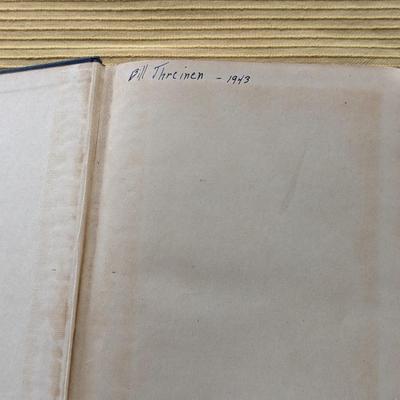 Bill Threinen - 1943